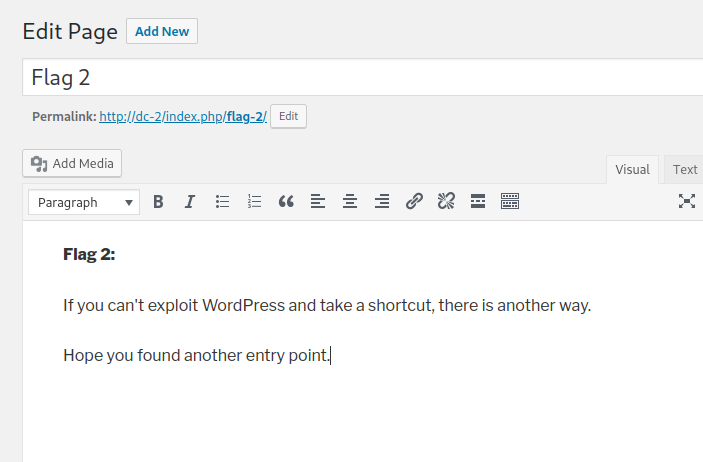 Edit Page Add New
Flag 2
Permalink: http://dc-2/index.php/flag-2/ Edit
Add Media
Visual Text
Paragraph B I
Flag 2:
If you can't exploit WordPress and take a shortcut, there is another way.
Hope you found another entry point.